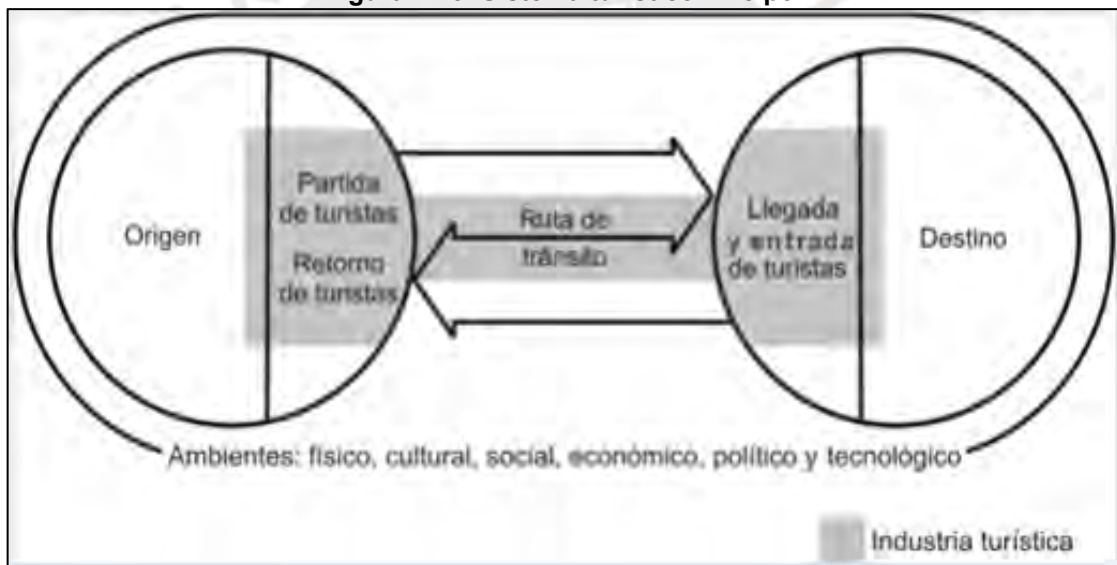 Origen
Partida
de turistas
Retorno
de turistas
Ruta de
tránsito
Llegada
y entrada
de turistas
Destino
Ambientes: físico, cultural, social, económico, político y tecnológico
Industria turística